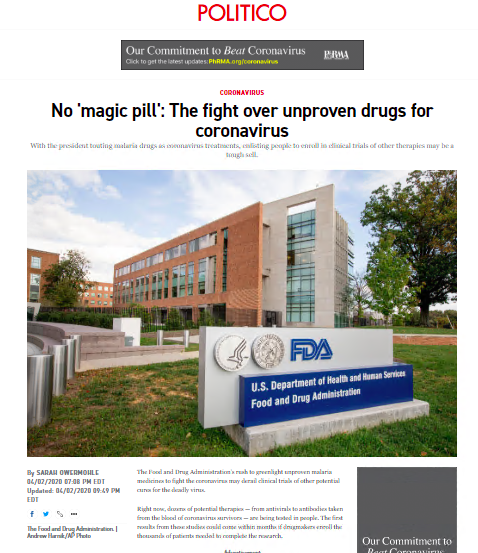 POLITICO
Our Commitment to Beat Coronavirus
Click to get the latest updates: PhRMA.org/coronavirus
PhRMA
CORONAVIRUS
No 'magic pill': The fight over unproven drugs for
coronavirus
With the president touting malaria drugs as coronavirus treatments, enlisting people to enroll in clinical trials of other therapies may be a
tough sell.
FDA
U.S. Department of Health and Human Services
Food and Drug Administration
By SARAH OWERMOHLE
04/02/2020 07:08 PM EDT
Updated: 04/02/2020 09:49 PM
EDT
The Food and Drug Administration. |
Andrew Harnik/AP Photo
The Food and Drug Administration's rush to greenlight unproven malaria
medicines to fight the coronavirus may derail clinical trials of other potential
cures for the deadly virus.
Right now, dozens of potential therapies — from antivirals to antibodies taken
from the blood of coronavirus survivors — are being tested in people. The first
results from these studies could come within months if drugmakers enroll the
thousands of patients needed to complete the research.
Advertisement
Our Commitment to
Beat Coronavirus